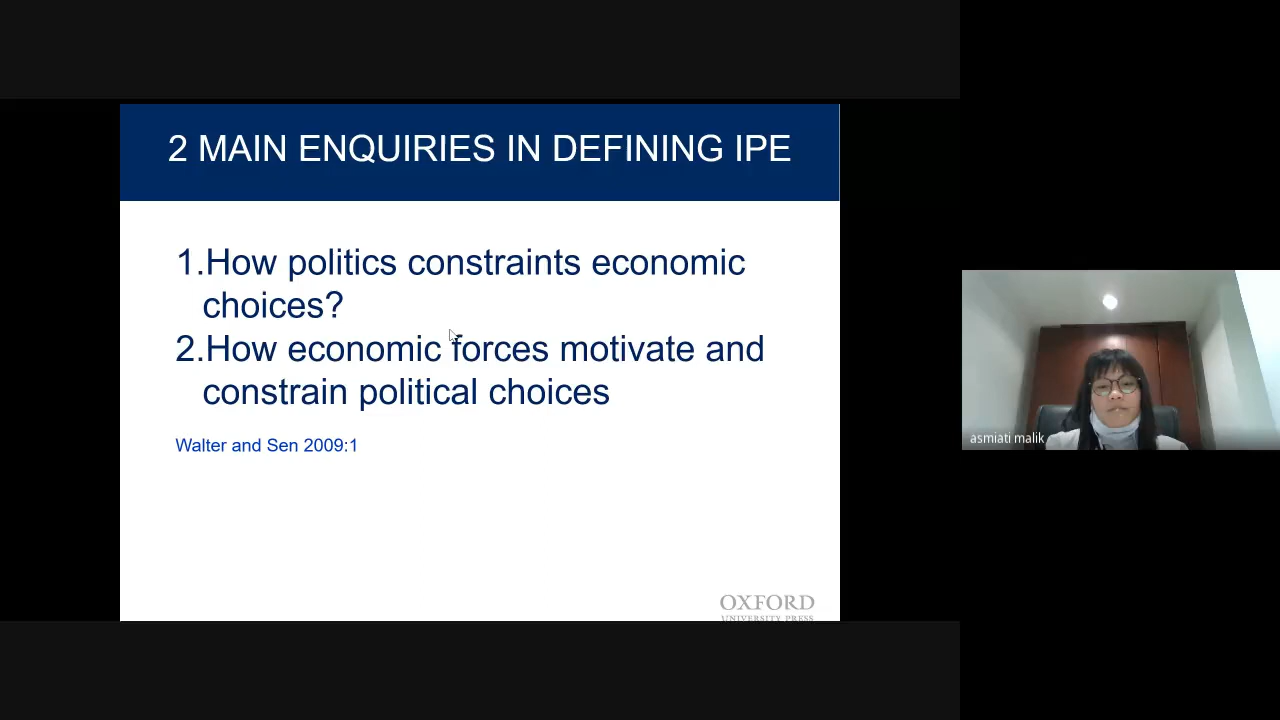 2 MAIN ENQUIRIES IN DEFINING IPE
1.How politics constraints economic
choices?
2.How economic forces motivate and
constrain political choices
Walter and Sen 2009:1
OXFORD
UNIVERSITY PRESS
asmiati malik